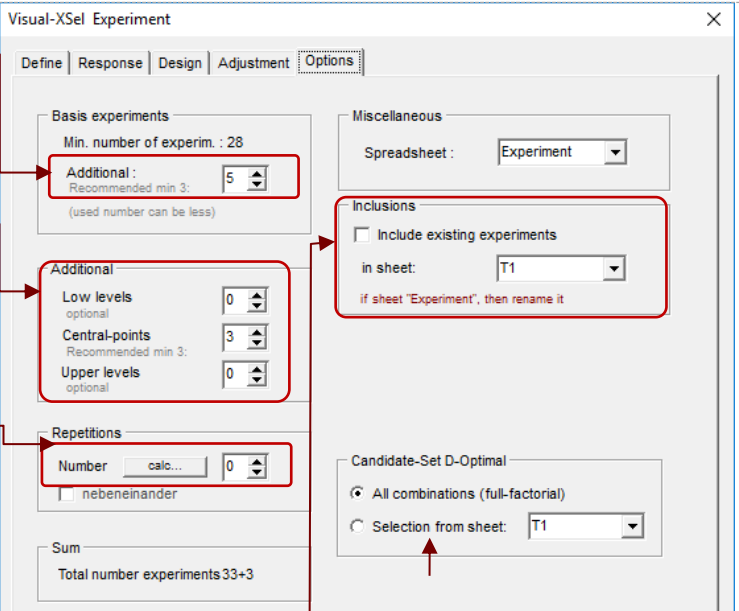 Visual-XSel Experiment
Define Response Design Adjustment Options
Basis experiments
Min. number of experim. : 28
Additional : 5
Recommended min 3:
(used number can be less)
Additional
Low levels 0
optional
Central-points 3
Recommended min 3:
Upper levels 0
optional
Repetitions
Number calc... 0
nebeneinander
Sum
Total number experiments33+3
Miscellaneous
Spreadsheet : Experiment
Inclusions
Include existing experiments
in sheet: T1
if sheet "Experiment", then rename it
Candidate-Set D-Optimal
All combinations (full-factorial)
Selection from sheet: T1